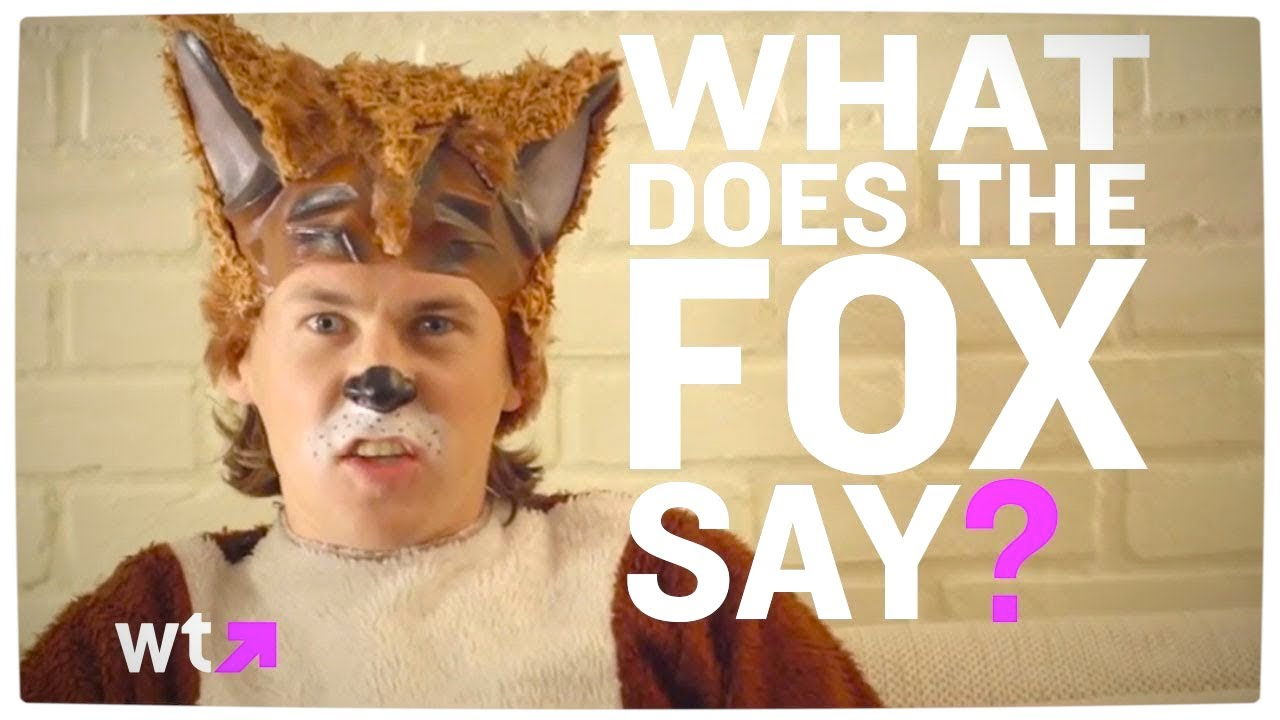 WHAT
DOES THE
FOX
SAY?
wt